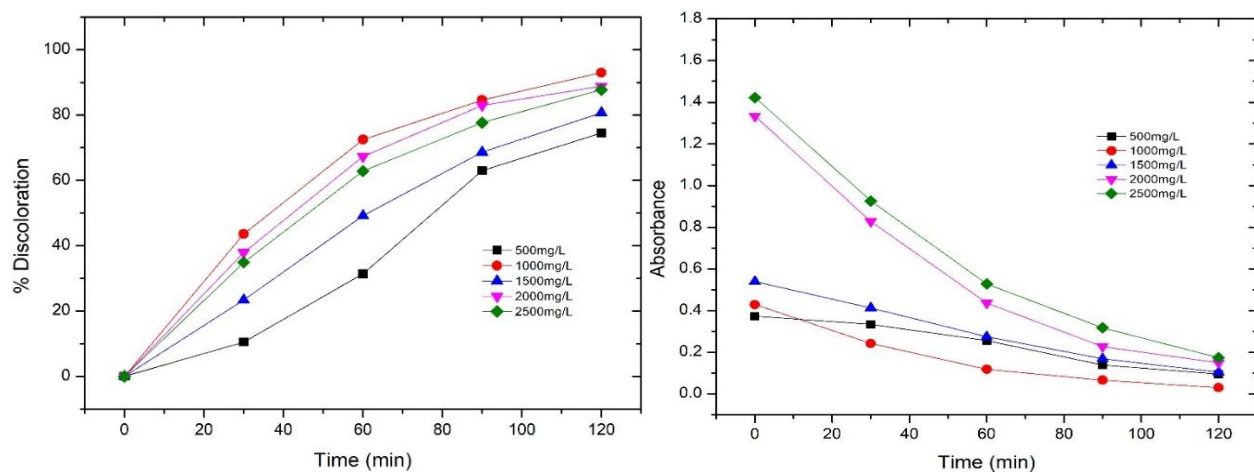 100
80
60
40
20
0
% Discoloration
500mg/L
1000mg/L
1500mg/L
2000mg/L
2500mg/L
0 20 40 60 80 100 120
Time (min)
1.8
1.6
1.4
1.2
1.0
0.8
0.6
0.4
0.2
0.0
Absorbance
500mg/L
1000mg/L
1500mg/L
2000mg/L
2500mg/L
0 20 40 60 80 100 120
Time (min)